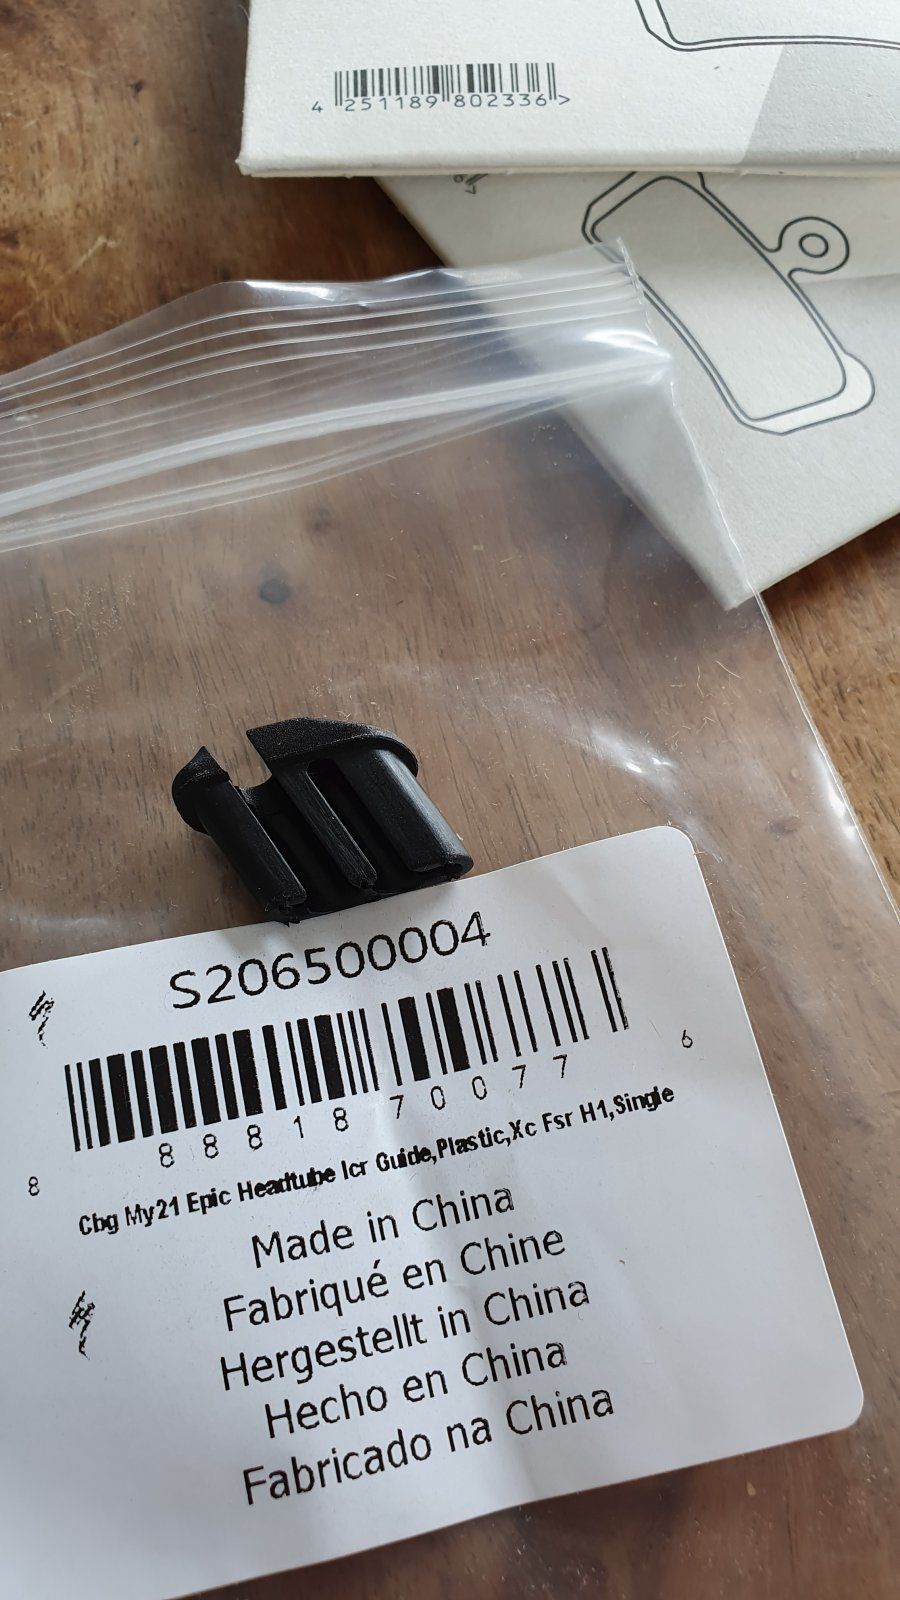 4 251189 802336 >
S206500004
8 88818 70077 6
Cbg My21 Epic Headtube Icr Guide,Plastic,Xc Fsr H1,Single
Made in China
Fabriqué en Chine
Hergestellt in China
Hecho en China
Fabricado na China